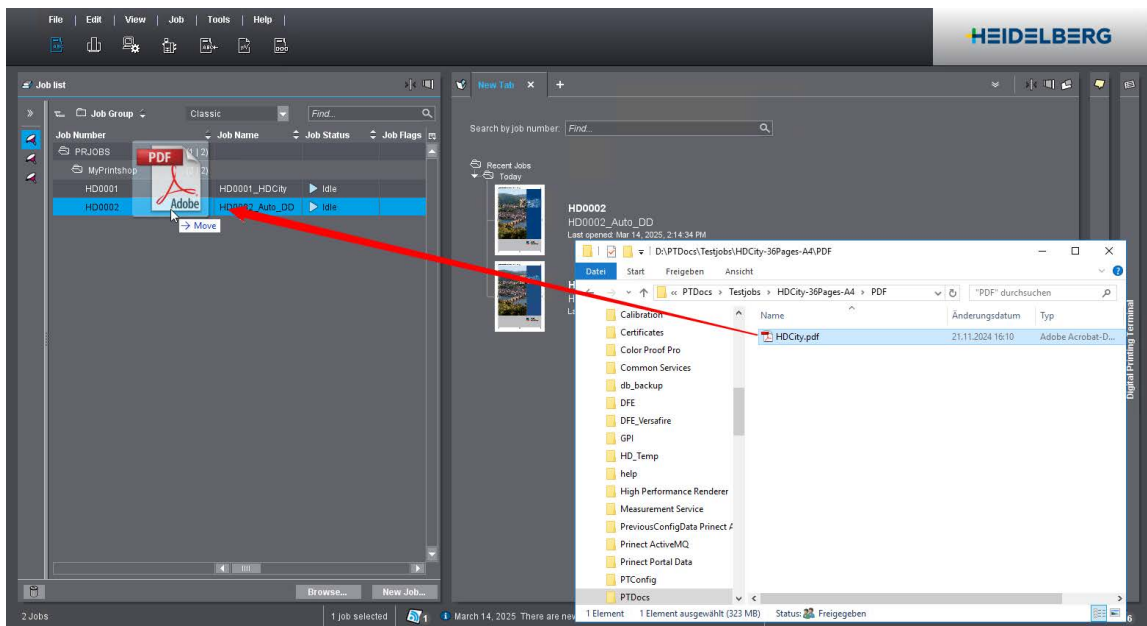 File | Edit | View | Job | Tools | Help |
HEIDELBERG
Job list
New Tab × +
Job Group Classic Find...
Search by job number: Find...
Job Number Job Name Job Status Job Flags
PRJOBS
MyPrintshop
HD0001 HD0001_HDCity Idle
HD0002 HD0002_Auto_DD Idle
PDF
Adobe
→ Move
Recent Jobs
Today
HD0002
HD0002_Auto_DD
Last opened: Mar 14, 2025, 2:14:34 PM
D:\PTDocs\Testjobs\HDCity-36Pages-A4\PDF
Datei Start Freigeben Ansicht
« PTDocs > Testjobs > HDCity-36Pages-A4 > PDF "PDF" durchsuchen
Name Änderungsdatum Typ
HDCity.pdf 21.11.2024 16:10 Adobe Acrobat-D...
Calibration
Certificates
Color Proof Pro
Common Services
db_backup
DFE
DFE_Versafire
GPI
HD_Temp
help
High Performance Renderer
Measurement Service
PreviousConfigData Prinect A
Prinect ActiveMQ
Prinect Portal Data
PTConfig
PTDocs
1 Element 1 Element ausgewählt (323 MB) Status: Freigegeben
Digital Printing Terminal
Browse... New Job...
2 Jobs 1 job selected 1 March 14, 2025 There are new
6